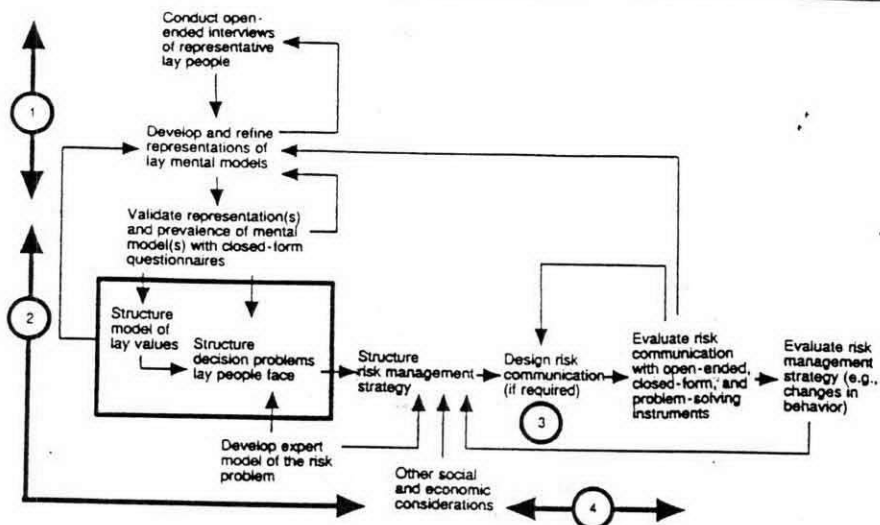 Conduct open-
ended interviews
of representative
lay people
1
Develop and refine
representations of
lay mental models
Validate representation(s)
and prevalence of mental
model(s) with closed-form
questionnaires
2
Structure
model of
lay values
Structure
decision problems
lay people face
Structure
risk management
strategy
Design risk
communication
(if required)
3
Evaluate risk
communication
with open-ended,
closed-form, and
problem-solving
instruments
Evaluate risk
management
strategy (e.g.,
changes in
behavior)
Develop expert
model of the risk
problem
Other social
and economic
considerations
4